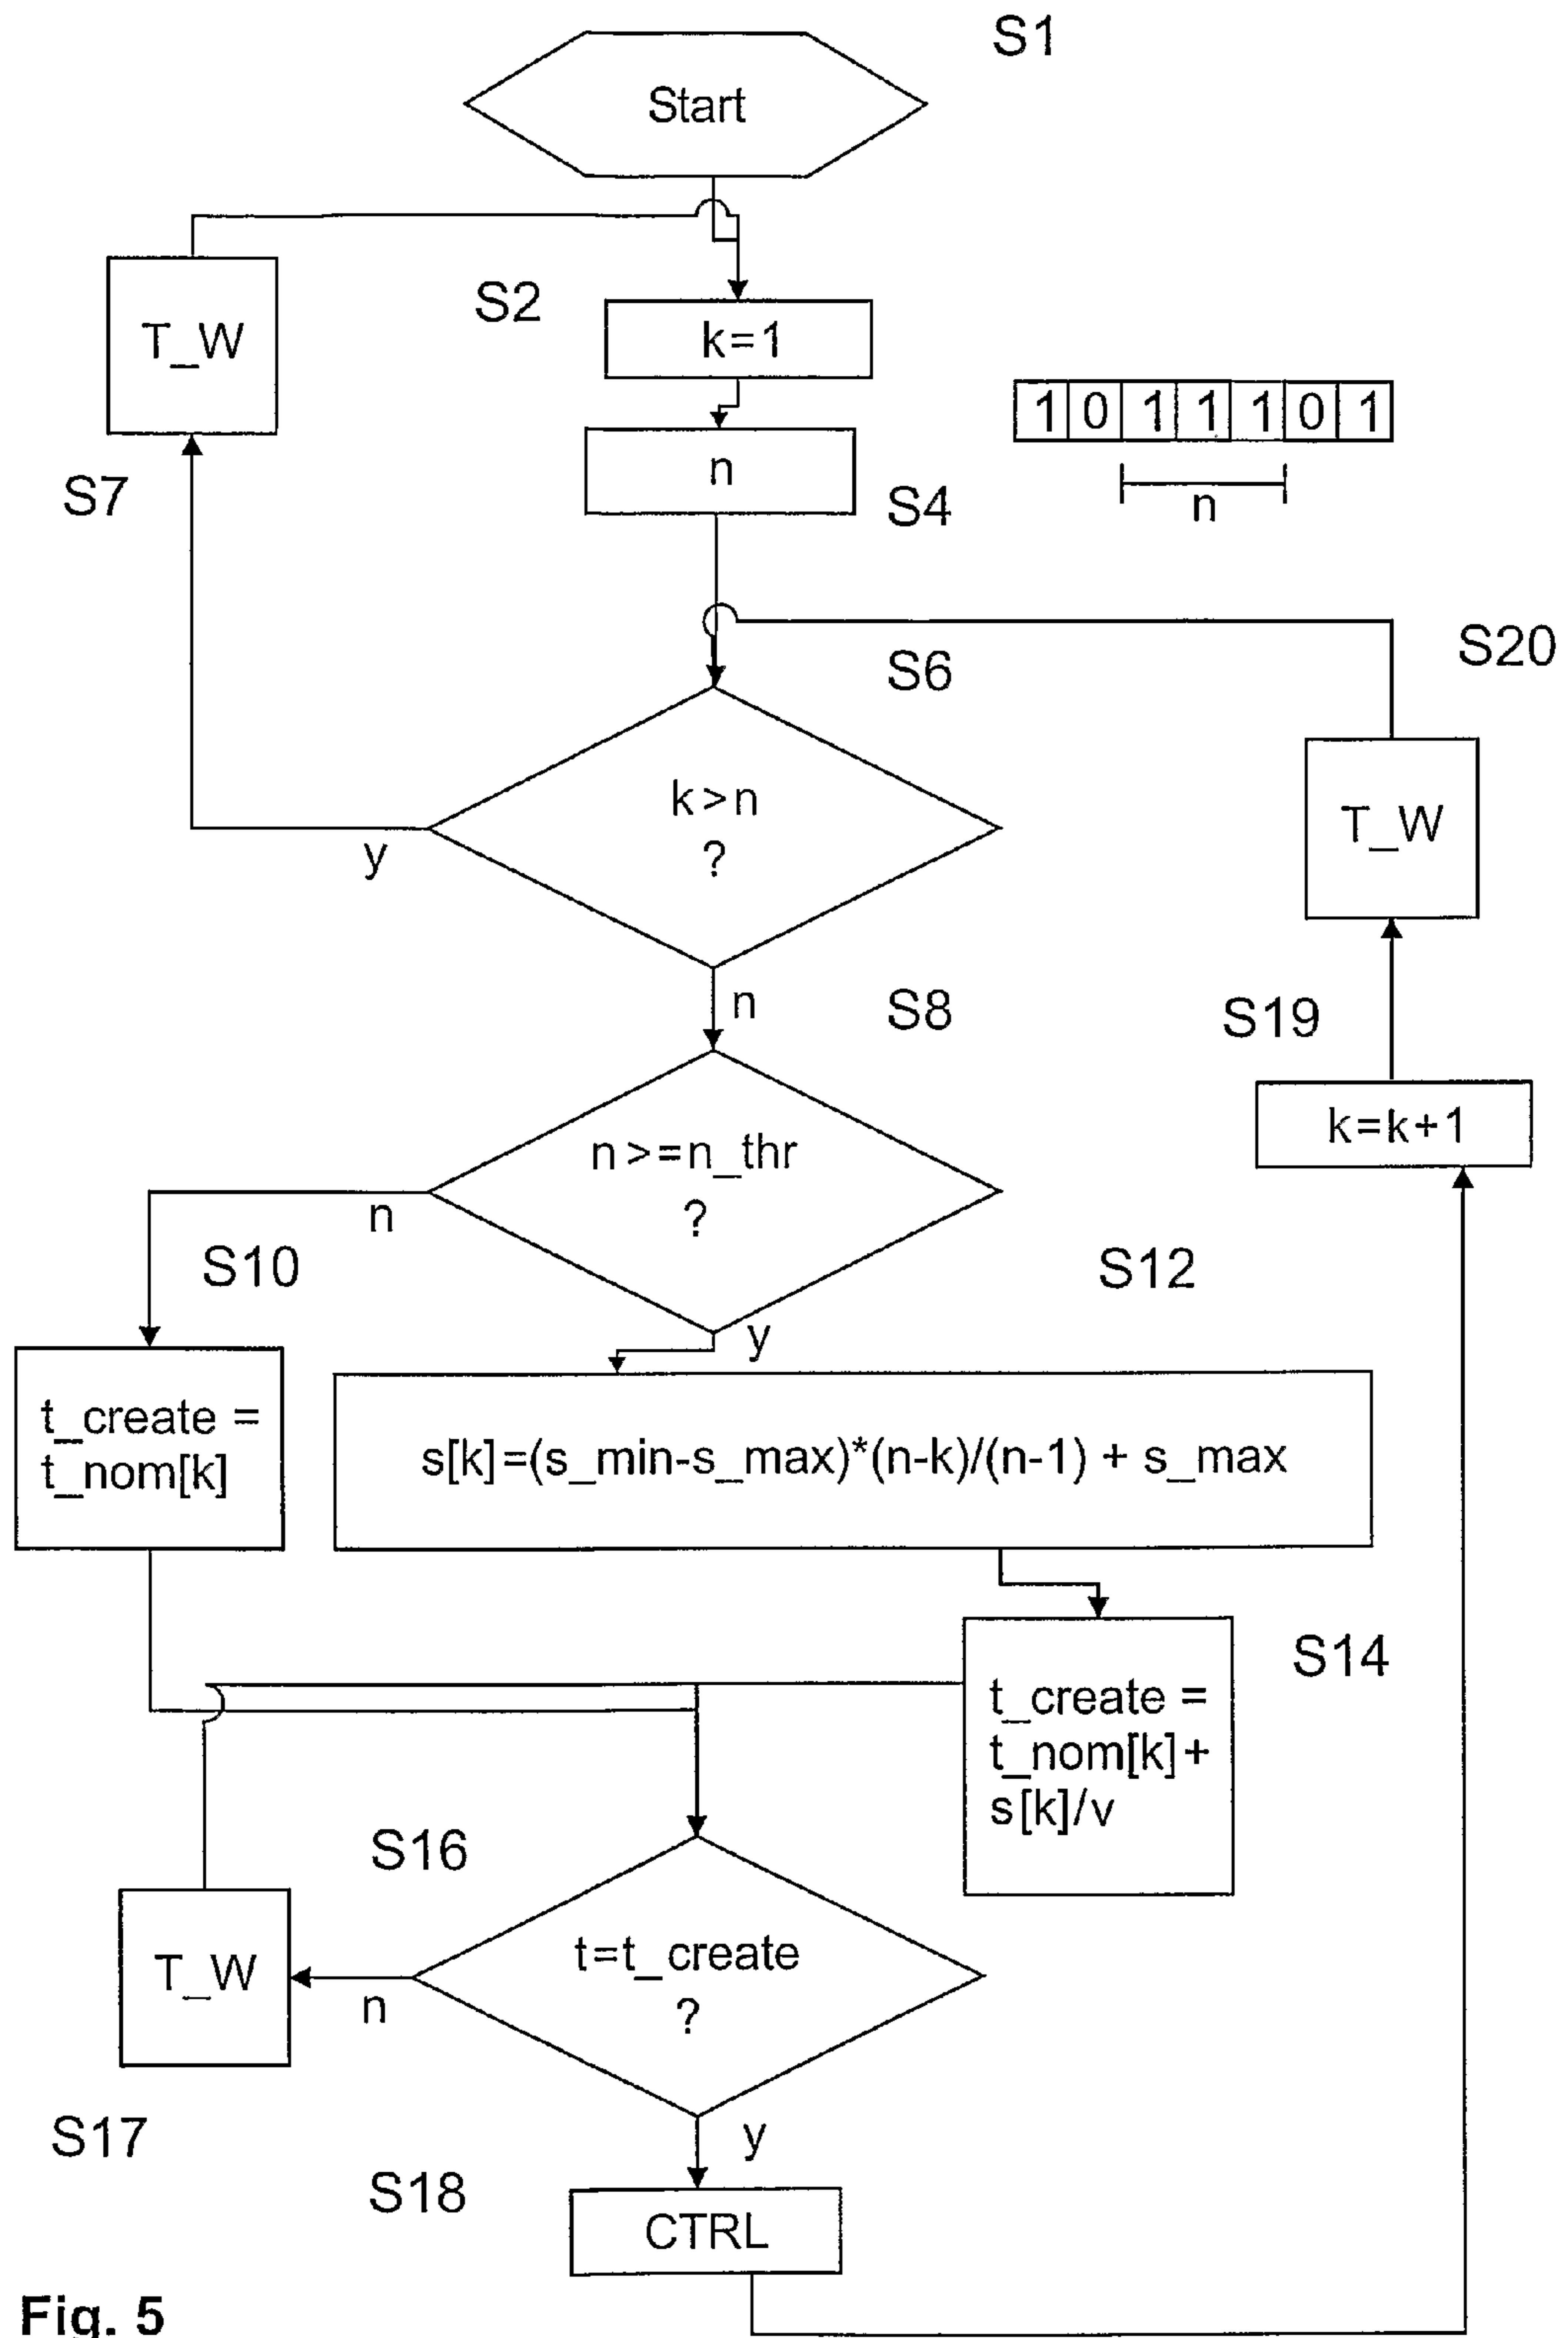 S1
Start
S2
T_W
k=1
1 0 1 1 1 0 1
n
S7
S4
n
S6
S20
k>n
?
T_W
y
n
S8
S19
k=k+1
n>=n_thr
?
n
S10
S12
y
t_create =
t_nom[k]
s[k]=(s_min-s_max)*(n-k)/(n-1) + s_max
S14
t_create =
t_nom[k]+
s[k]/v
S16
t=t_create
?
T_W
n
S17
y
S18
CTRL
Fig. 5